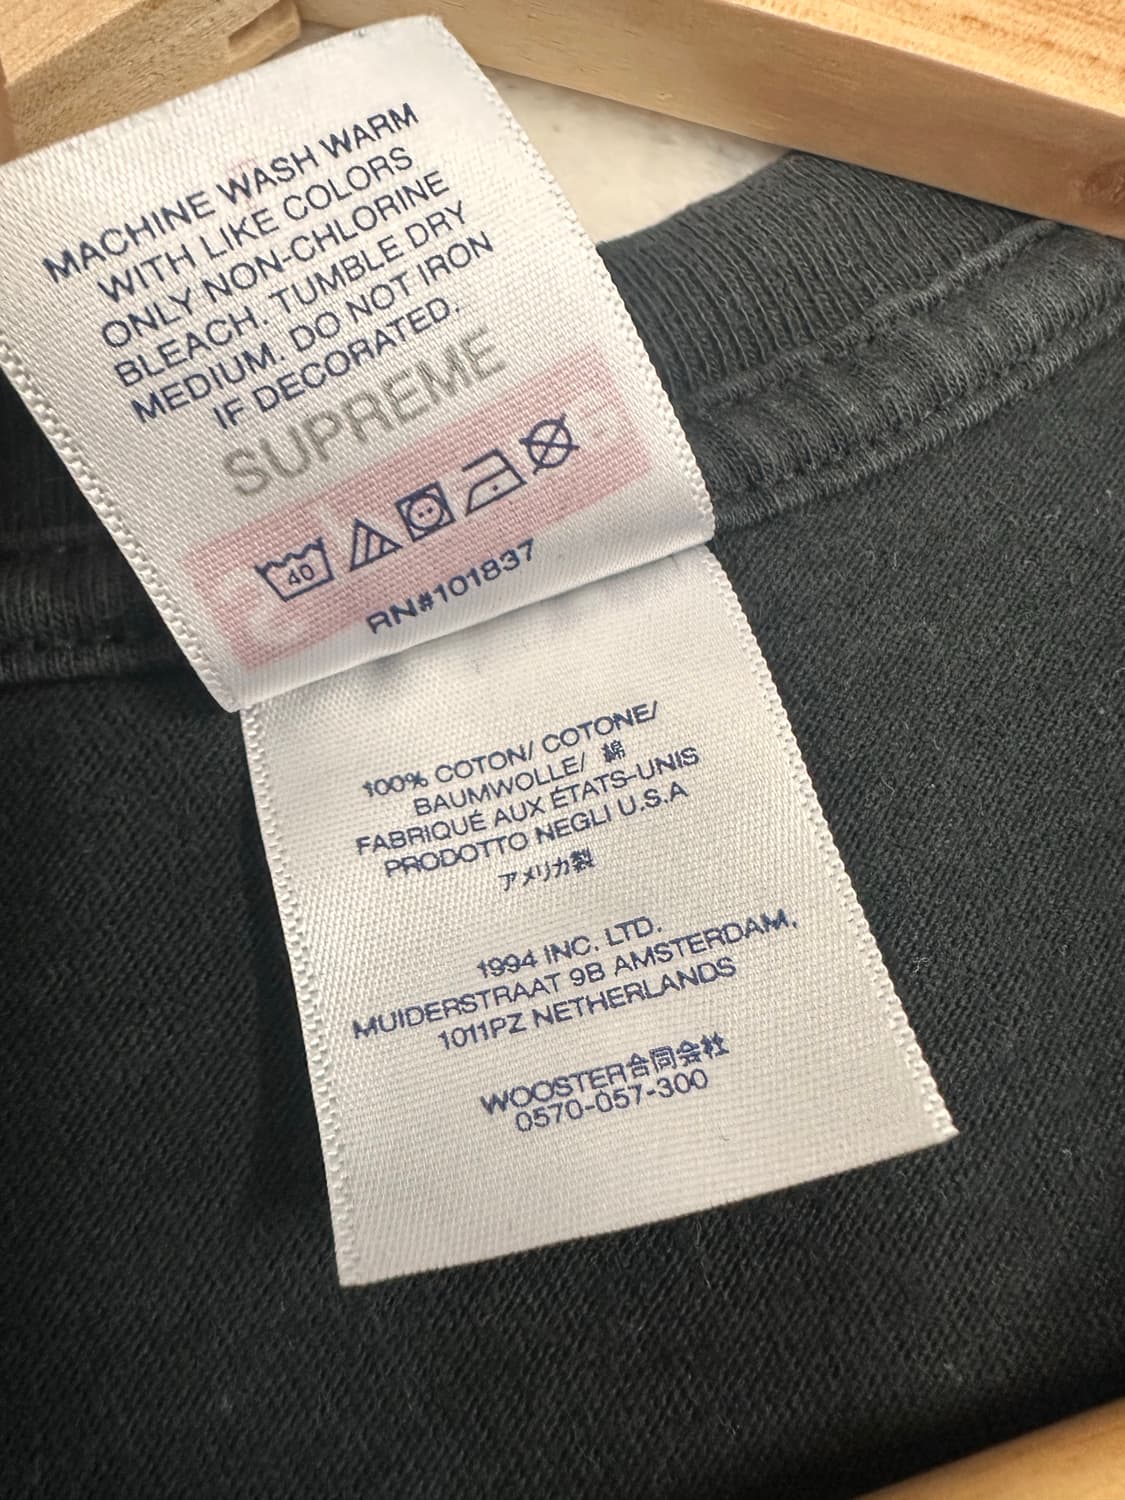 MACHINE WASH WARM
WITH LIKE COLORS
ONLY NON-CHLORINE
BLEACH. TUMBLE DRY
MEDIUM. DO NOT IRON
IF DECORATED.
SUPREME
40
RN#101837
100% COTON/ COTONE/
BAUMWOLLE/ 綿
FABRIQUÉ AUX ÉTATS-UNIS
PRODOTTO NEGLI U.S.A
アメリカ製
1994 INC. LTD.
MUIDERSTRAAT 9B AMSTERDAM,
1011PZ NETHERLANDS
WOOSTER合同会社
0570-057-300